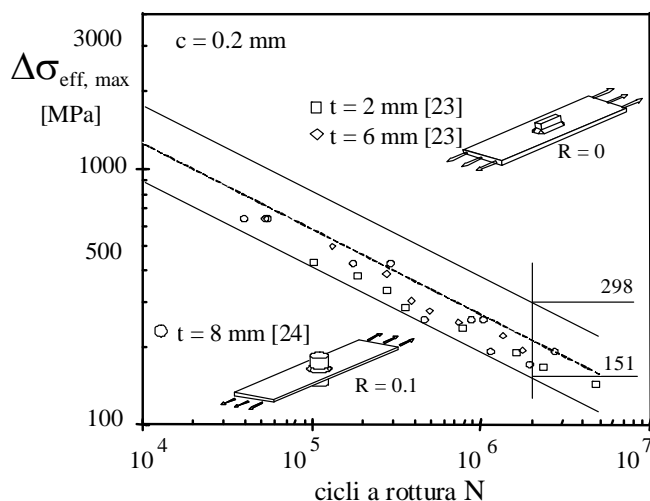 3000
c = 0.2 mm
Δσeff, max
[MPa]
t = 2 mm [23]
t = 6 mm [23]
R = 0
1000
500
298
t = 8 mm [24]
151
R = 0.1
100
10^4
10^5
10^6
10^7
cicli a rottura N